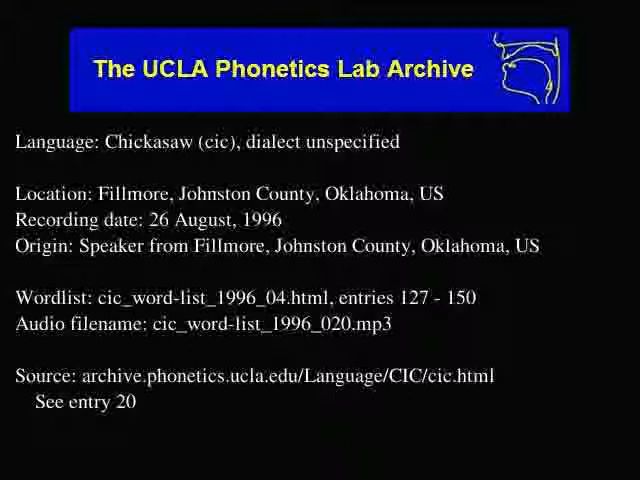 The UCLA Phonetics Lab Archive
Language: Chickasaw (cic), dialect unspecified
Location: Fillmore, Johnston County, Oklahoma, US
Recording date: 26 August, 1996
Origin: Speaker from Fillmore, Johnston County, Oklahoma, US
Wordlist: cic_word-list_1996_04.html, entries 127 - 150
Audio filename: cic_word-list_1996_020.mp3
Source: archive.phonetics.ucla.edu/Language/CIC/cic.html
See entry 20